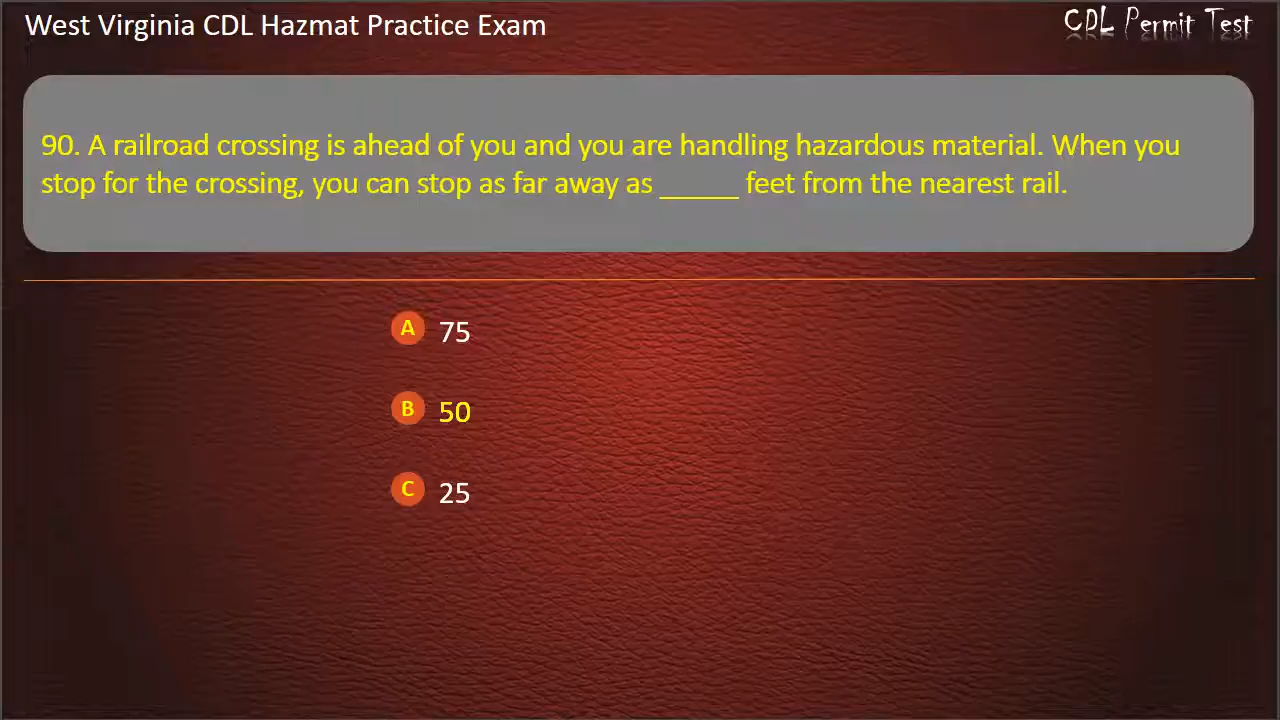 West Virginia CDL Hazmat Practice Exam
CDL Permit Test
90. A railroad crossing is ahead of you and you are handling hazardous material. When you
stop for the crossing, you can stop as far away as _____ feet from the nearest rail.
A 75
B 50
C 25